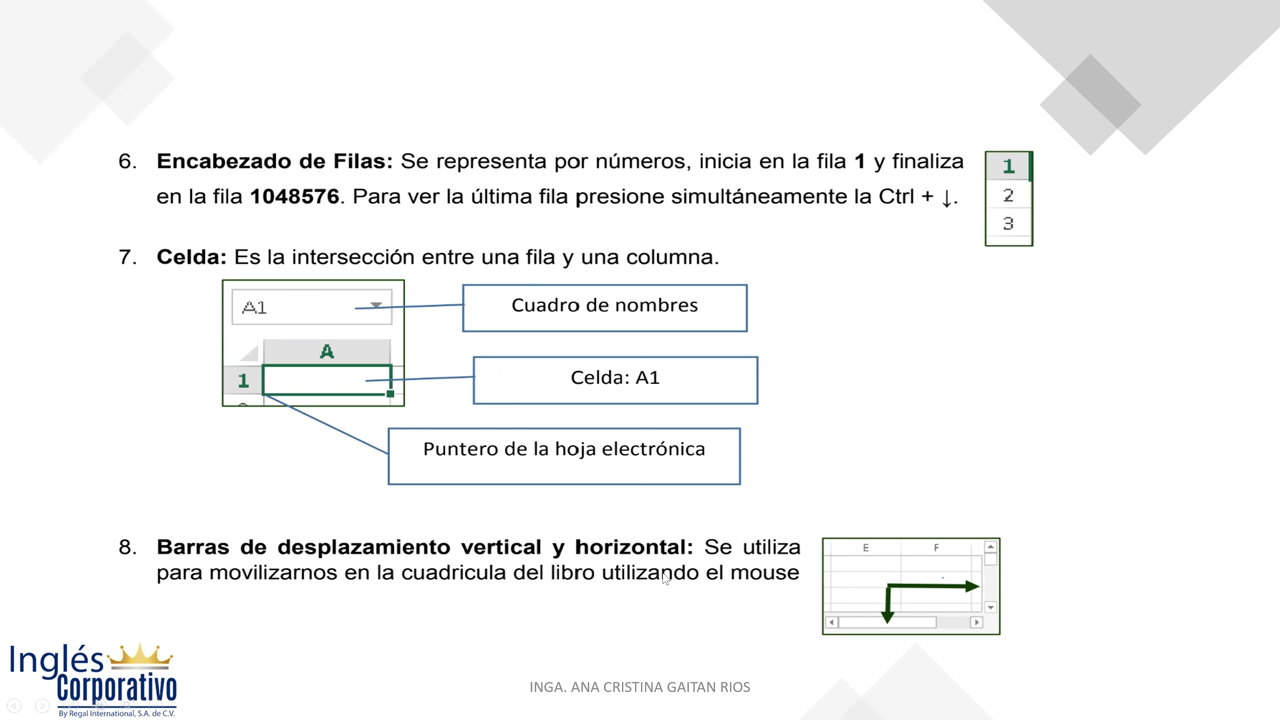 6. Encabezado de Filas: Se representa por números, inicia en la fila 1 y finaliza
en la fila 1048576. Para ver la última fila presione simultáneamente la Ctrl + ↓.
1
2
3
7. Celda: Es la intersección entre una fila y una columna.
A1
Cuadro de nombres
A
1
Celda: A1
Puntero de la hoja electrónica
8. Barras de desplazamiento vertical y horizontal: Se utiliza
para movilizarnos en la cuadricula del libro utilizando el mouse
E F
Inglés
Corporativo
By Regal International, S.A. de C.V.
INGA. ANA CRISTINA GAITAN RIOS